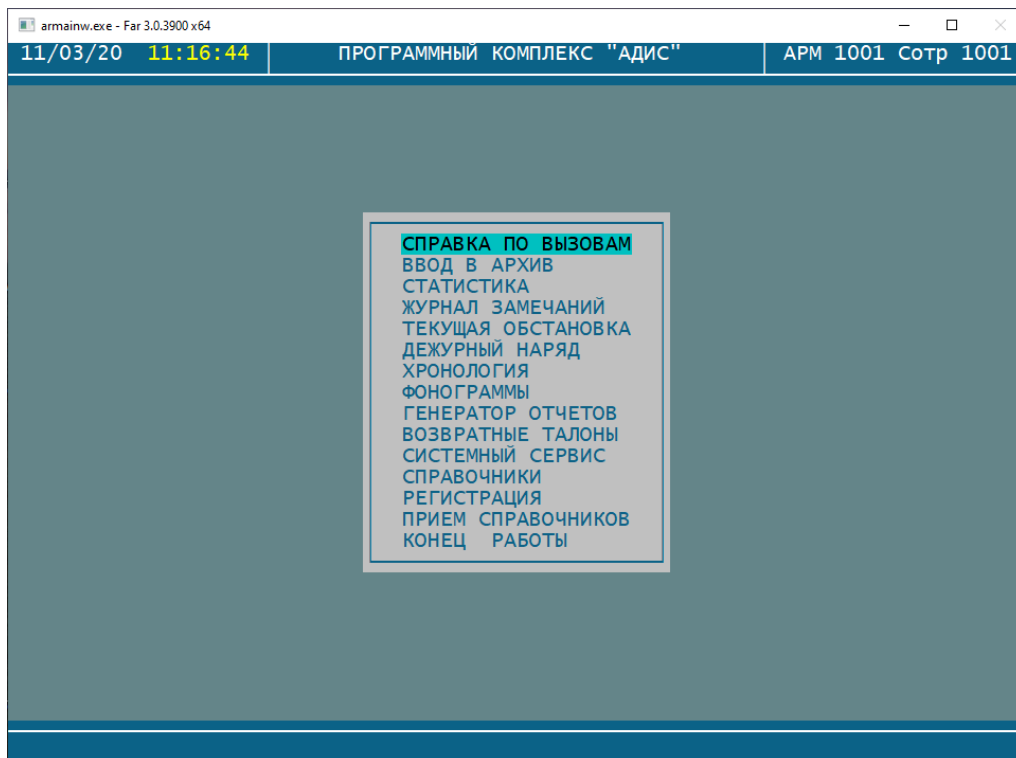 armainw.exe - Far 3.0.3900 x64
11/03/20 11:16:44 ПРОГРАММНЫЙ КОМПЛЕКС "АДИС" АРМ 1001 Сотр 1001
СПРАВКА ПО ВЫЗОВАМ
ВВОД В АРХИВ
СТАТИСТИКА
ЖУРНАЛ ЗАМЕЧАНИЙ
ТЕКУЩАЯ ОБСТАНОВКА
ДЕЖУРНЫЙ НАРЯД
ХРОНОЛОГИЯ
ФОНОГРАММЫ
ГЕНЕРАТОР ОТЧЕТОВ
ВОЗВРАТНЫЕ ТАЛОНЫ
СИСТЕМНЫЙ СЕРВИС
СПРАВОЧНИКИ
РЕГИСТРАЦИЯ
ПРИЕМ СПРАВОЧНИКОВ
КОНЕЦ РАБОТЫ